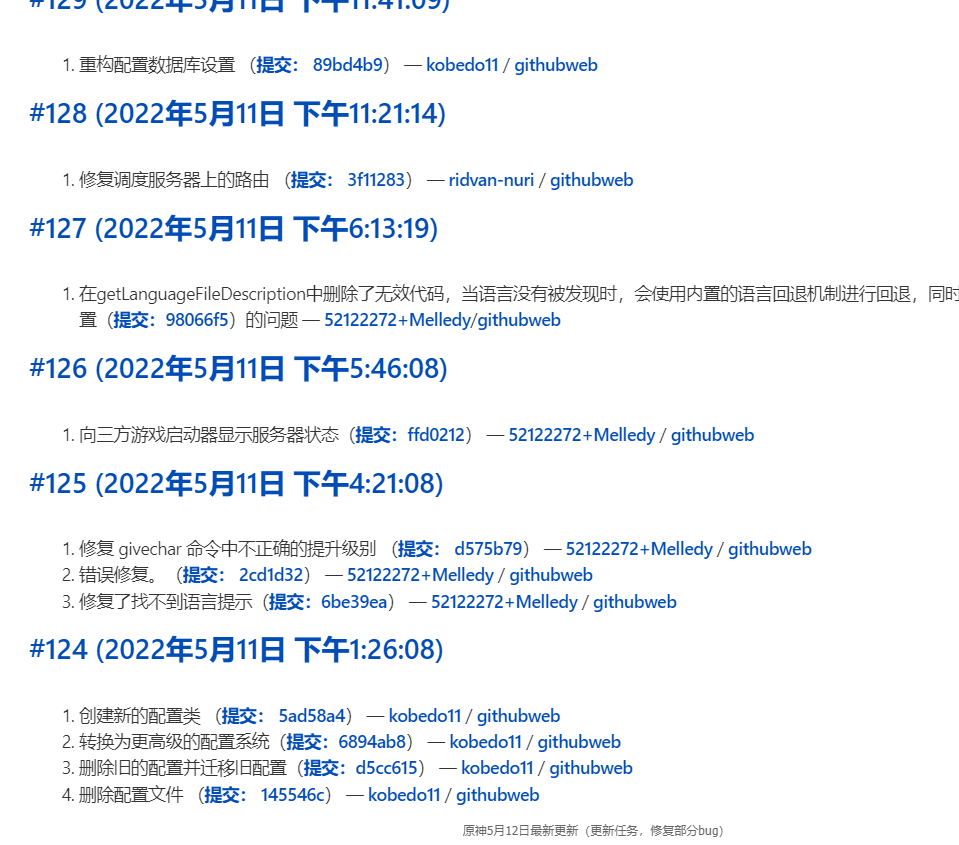 #129 (2022年5月11日 下午11:41:09)
1. 重构配置数据库设置 （提交： 89bd4b9） — kobedo11 / githubweb
#128 (2022年5月11日 下午11:21:14)
1. 修复调度服务器上的路由 （提交： 3f11283） — ridvan-nuri / githubweb
#127 (2022年5月11日 下午6:13:19)
1. 在getLanguageFileDescription中删除了无效代码，当语言没有被发现时，会使用内置的语言回退机制进行回退，同时
置（提交：98066f5）的问题 — 52122272+Melledy/githubweb
#126 (2022年5月11日 下午5:46:08)
1. 向三方游戏启动器显示服务器状态（提交：ffd0212） — 52122272+Melledy / githubweb
#125 (2022年5月11日 下午4:21:08)
1. 修复 givechar 命令中不正确的提升级别 （提交： d575b79） — 52122272+Melledy / githubweb
2. 错误修复。 （提交： 2cd1d32） — 52122272+Melledy / githubweb
3. 修复了找不到语言提示（提交：6be39ea） — 52122272+Melledy / githubweb
#124 (2022年5月11日 下午1:26:08)
1. 创建新的配置类 （提交： 5ad58a4） — kobedo11 / githubweb
2. 转换为更高级的配置系统（提交：6894ab8） — kobedo11 / githubweb
3. 删除旧的配置并迁移旧配置（提交：d5cc615） — kobedo11 / githubweb
4. 删除配置文件 （提交： 145546c） — kobedo11 / githubweb
原神5月12日最新更新（更新任务，修复部分bug）